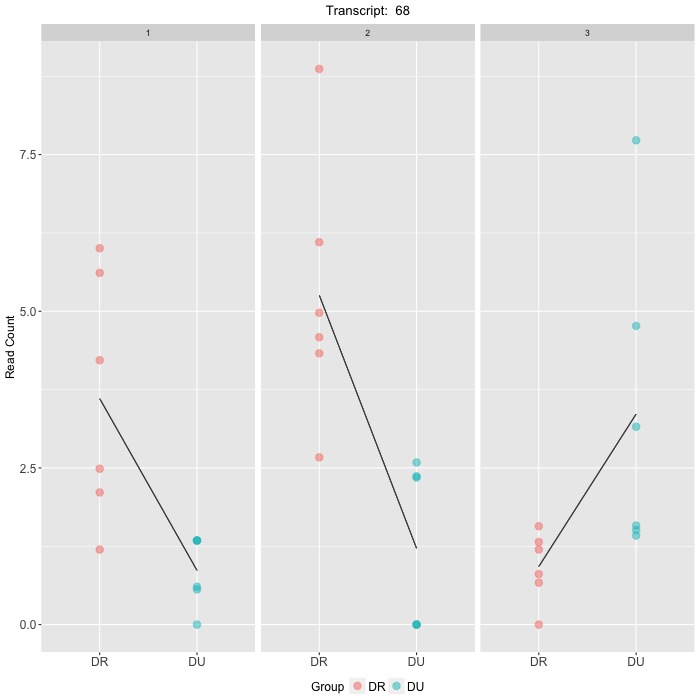 Transcript:  68
1 2 3
7.5
5.0
2.5
0.0
Read Count
DR DU DR DU DR DU
Group DR DU